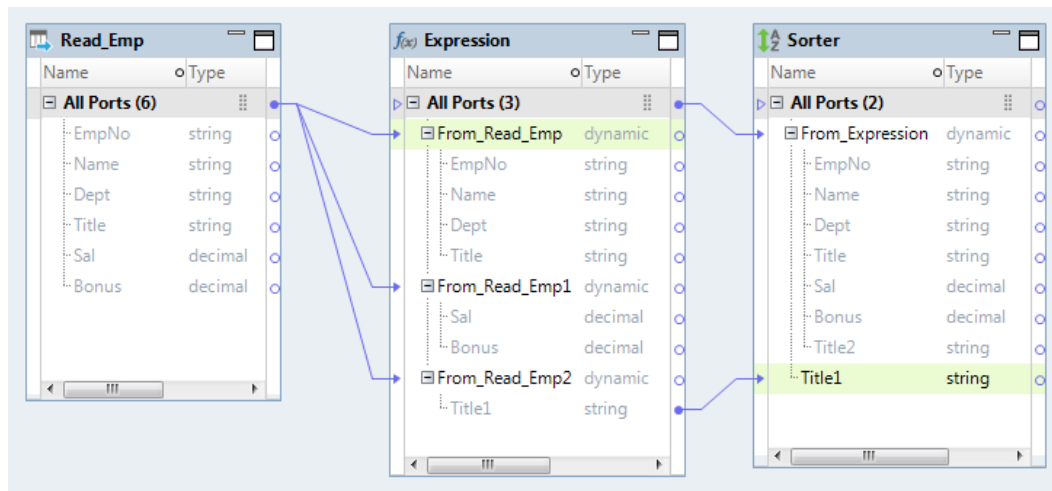 Read_Emp
Name Type
All Ports (6)
EmpNo string
Name string
Dept string
Title string
Sal decimal
Bonus decimal
f(x) Expression
Name Type
All Ports (3)
From_Read_Emp dynamic
EmpNo string
Name string
Dept string
Title string
From_Read_Emp1 dynamic
Sal decimal
Bonus decimal
From_Read_Emp2 dynamic
Title1 string
A Z Sorter
Name Type
All Ports (2)
From_Expression dynamic
EmpNo string
Name string
Dept string
Title string
Sal decimal
Bonus decimal
Title2 string
Title1 string